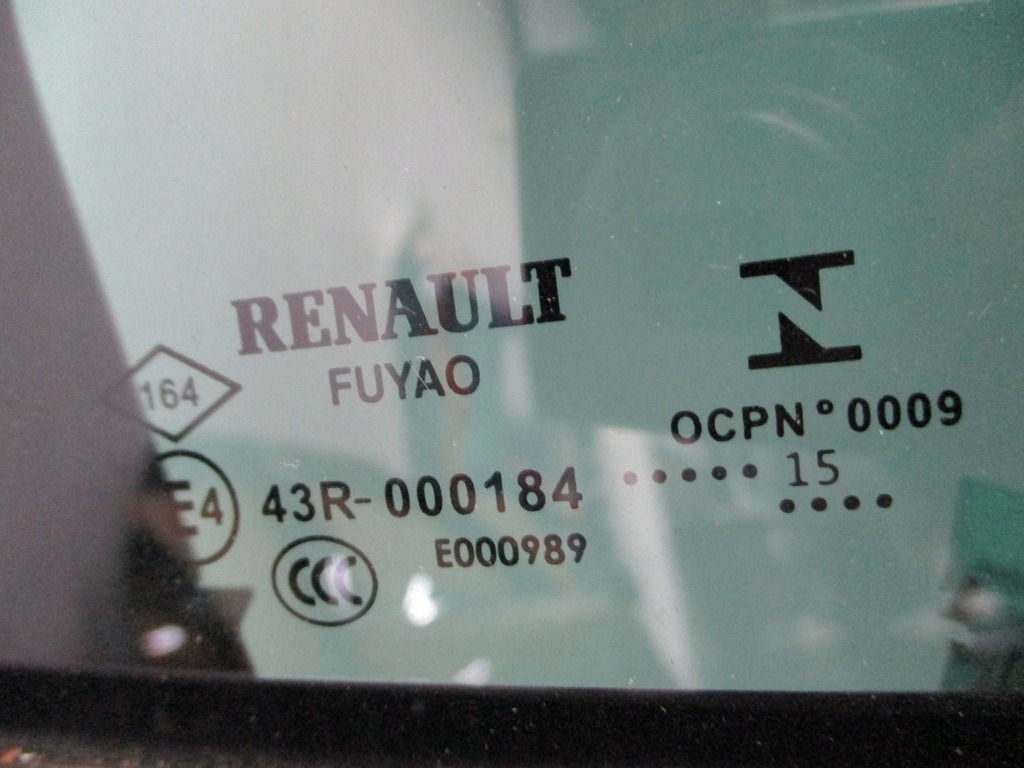 RENAULT
FUYAO
164
E4
43R-000184
E000989
CCC
OCPN°0009
..... 15
....